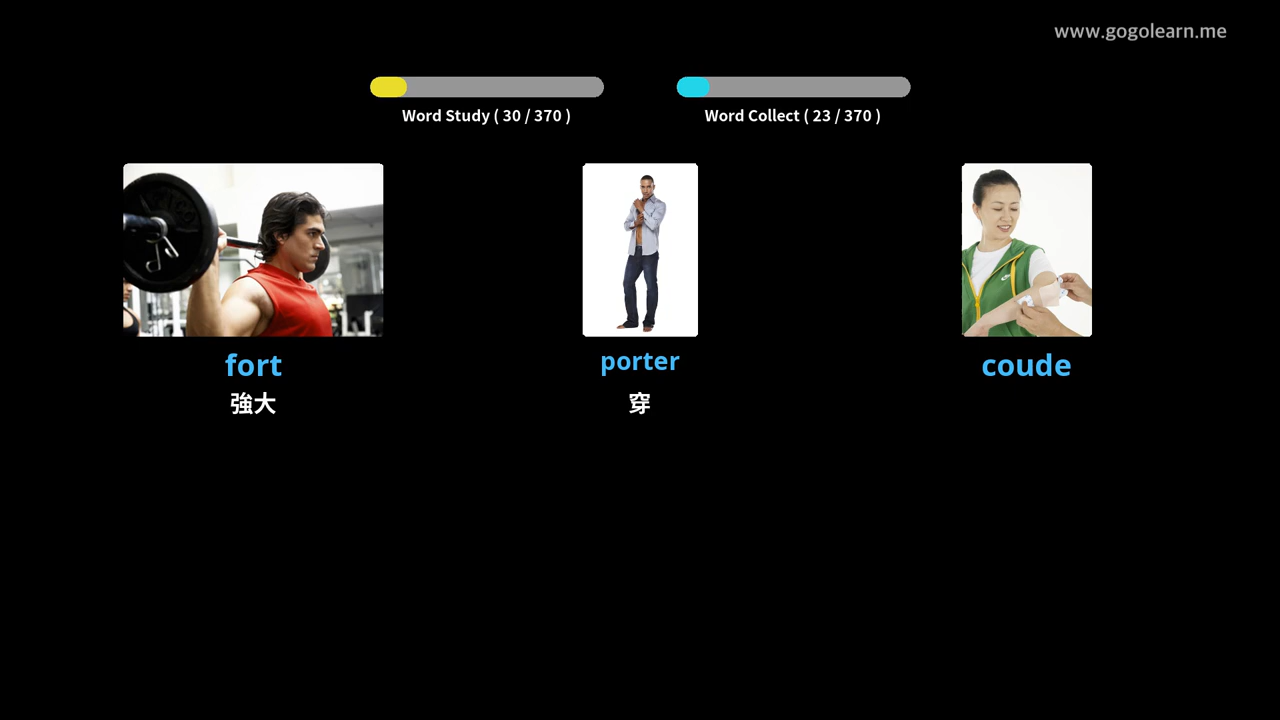 www.gogolearn.me
Word Study ( 30 / 370 )
Word Collect ( 23 / 370 )
fort
porter
coude
強大
穿